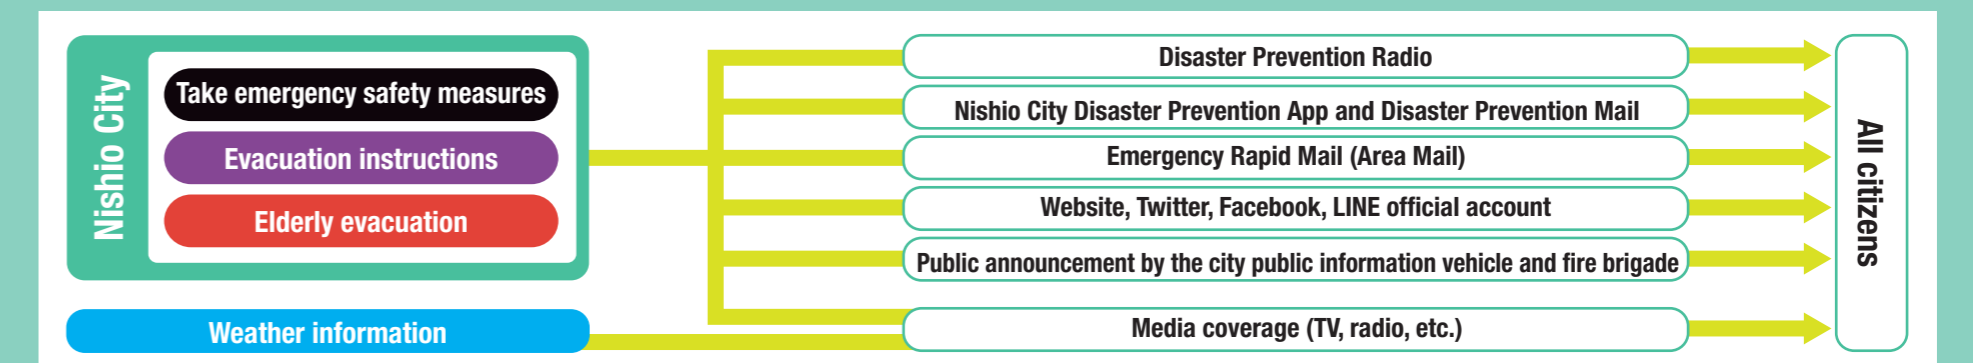 Nishio City
Take emergency safety measures
Evacuation instructions
Elderly evacuation
Weather information
Disaster Prevention Radio
Nishio City Disaster Prevention App and Disaster Prevention Mail
Emergency Rapid Mail (Area Mail)
Website, Twitter, Facebook, LINE official account
Public announcement by the city public information vehicle and fire brigade
Media coverage (TV, radio, etc.)
All citizens